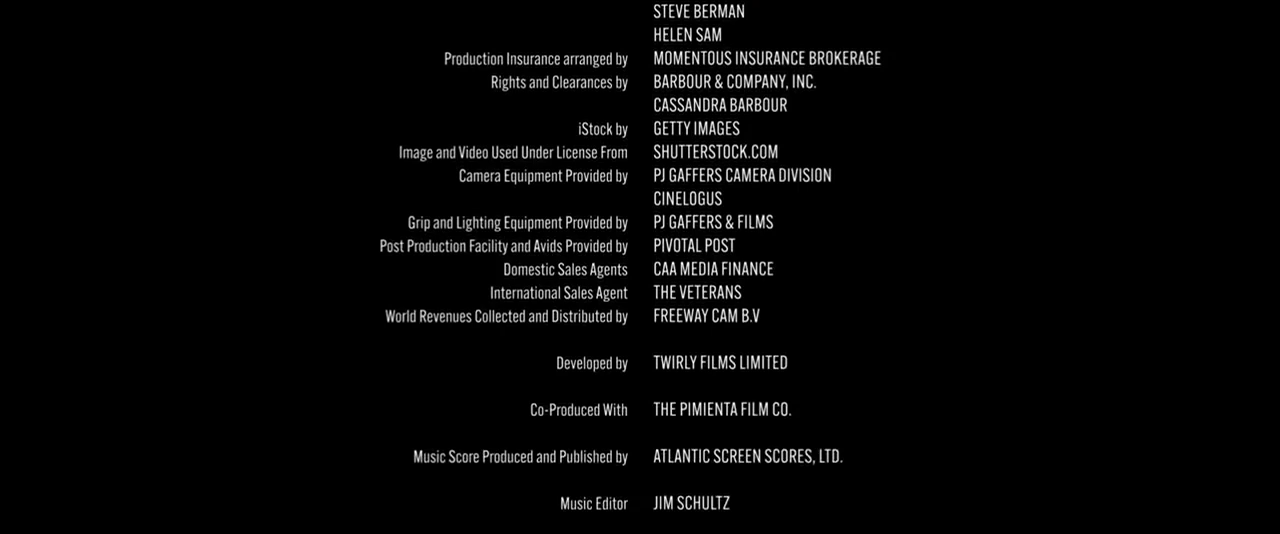 STEVE BERMAN
HELEN SAM
Production Insurance arranged by MOMENTOUS INSURANCE BROKERAGE
Rights and Clearances by BARBOUR & COMPANY, INC.
CASSANDRA BARBOUR
iStock by GETTY IMAGES
Image and Video Used Under License From SHUTTERSTOCK.COM
Camera Equipment Provided by PJ GAFFERS CAMERA DIVISION
CINELOGUS
Grip and Lighting Equipment Provided by PJ GAFFERS & FILMS
Post Production Facility and Avids Provided by PIVOTAL POST
Domestic Sales Agents CAA MEDIA FINANCE
International Sales Agent THE VETERANS
World Revenues Collected and Distributed by FREEWAY CAM B.V
Developed by TWIRLY FILMS LIMITED
Co-Produced With THE PIMIENTA FILM CO.
Music Score Produced and Published by ATLANTIC SCREEN SCORES, LTD.
Music Editor JIM SCHULTZ